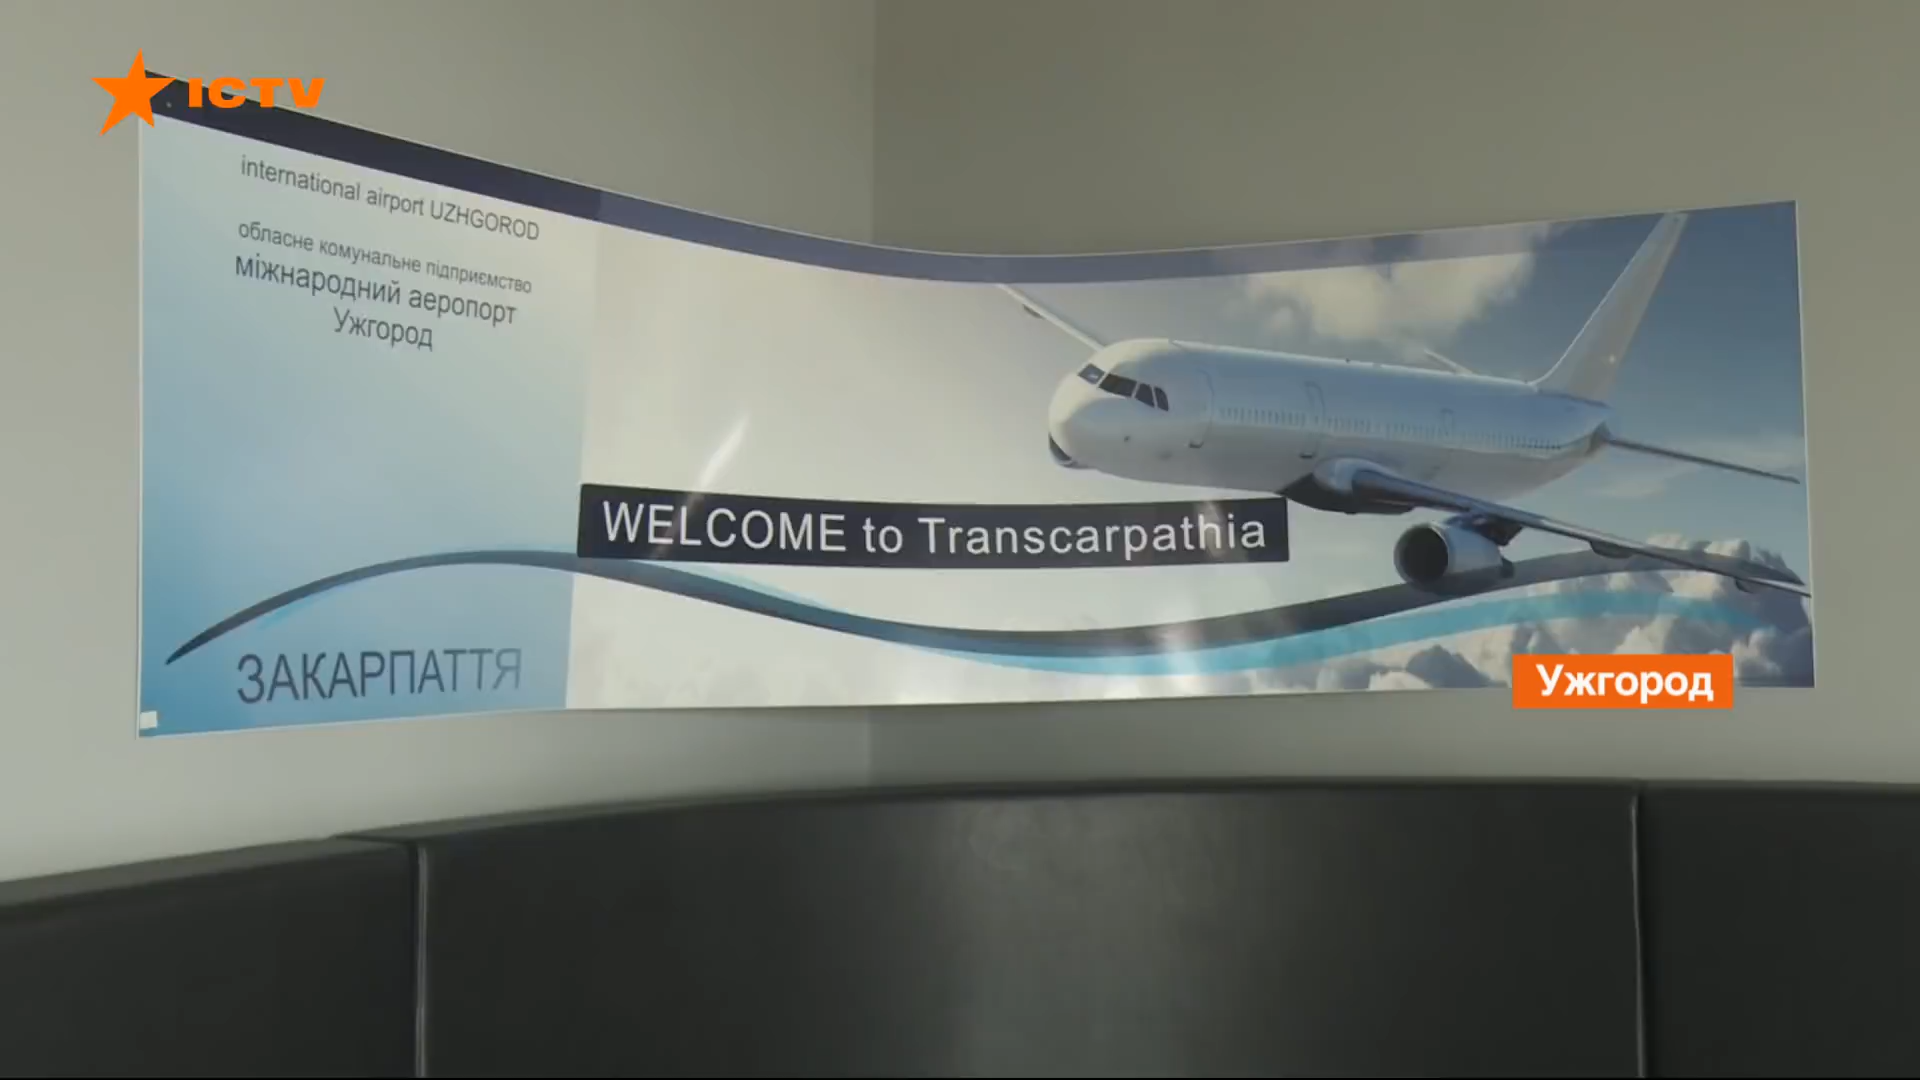 ICTV
international airport UZHGOROD
обласне комунальне підприємство
міжнародний аеропорт
Ужгород
WELCOME to Transcarpathia
ЗАКАРПАТТЯ
Ужгород